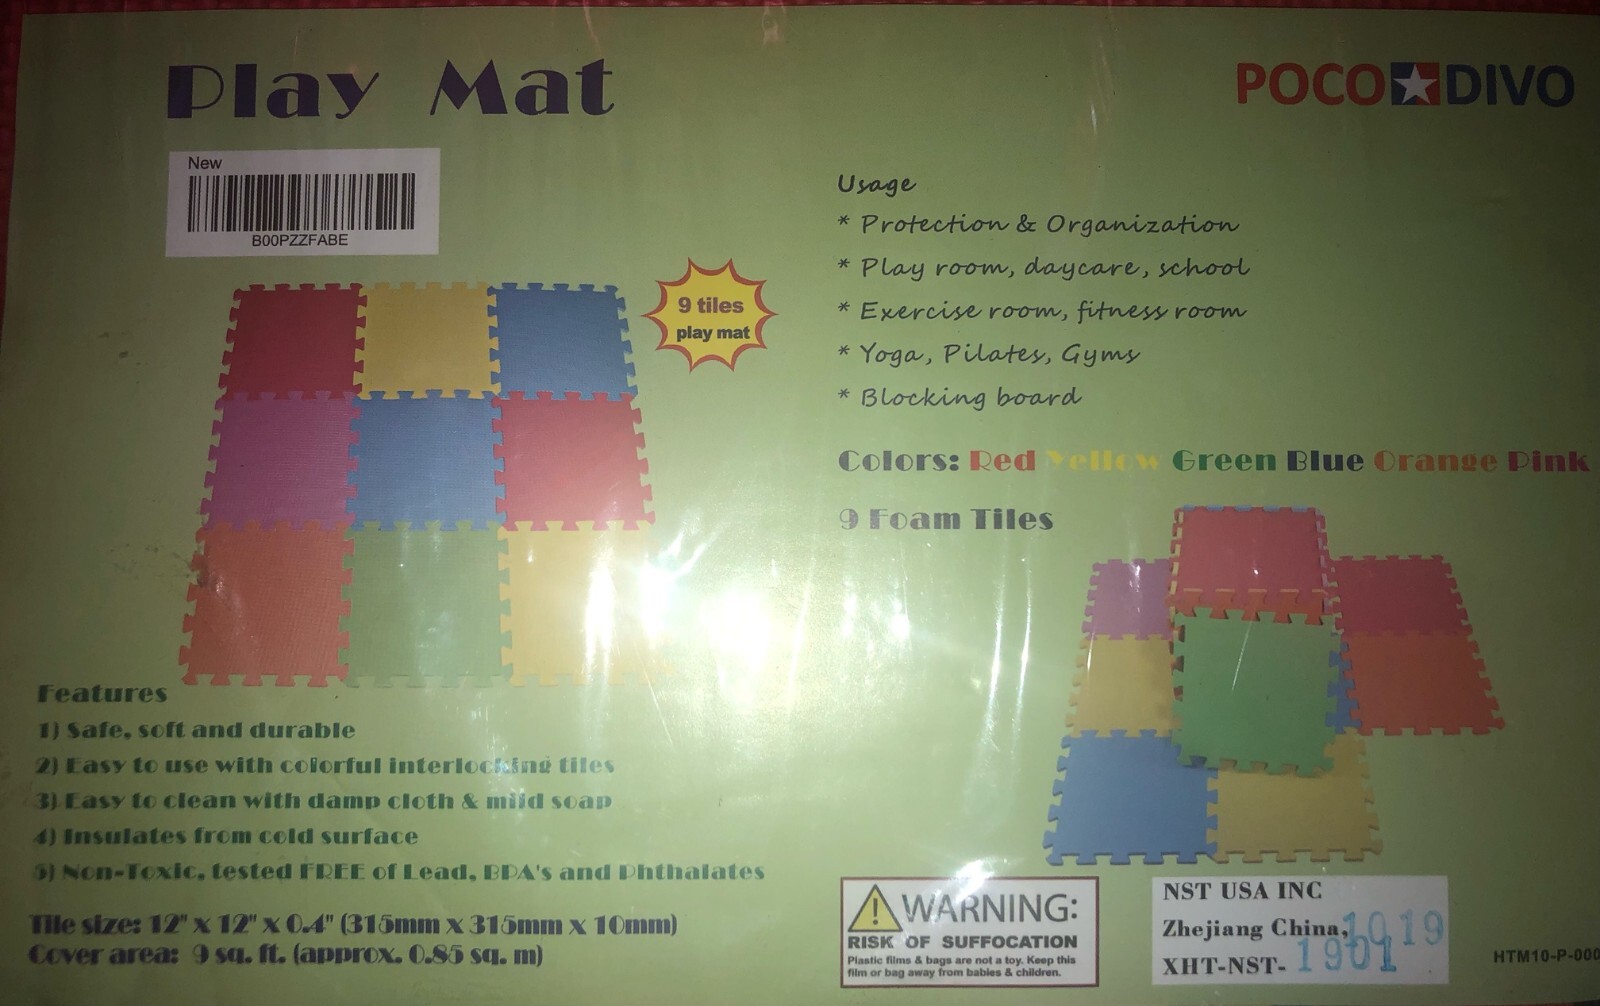 Play Mat
POCO DIVO
New
B00PZZFABE
9 tiles
play mat
Usage
* Protection & Organization
* Play room, daycare, school
* Exercise room, fitness room
* Yoga, Pilates, Gyms
* Blocking board
Colors: Red Yellow Green Blue Orange Pink
9 Foam Tiles
Features
1) Safe, soft and durable
2) Easy to use with colorful interlocking tiles
3) Easy to clean with damp cloth & mild soap
4) Insulates from cold surface
5) Non-Toxic, tested FREE of Lead, BPA's and Phthalates
Tile size: 12" x 12" x 0.4" (315mm x 315mm x 10mm)
Cover area: 9 sq. ft. (approx. 0.85 sq. m)
WARNING:
RISK OF SUFFOCATION
Plastic films & bags are not a toy. Keep this
film or bag away from babies & children.
NST USA INC
Zhejiang China, 1019
XHT-NST- 1901
HTM10-P-000